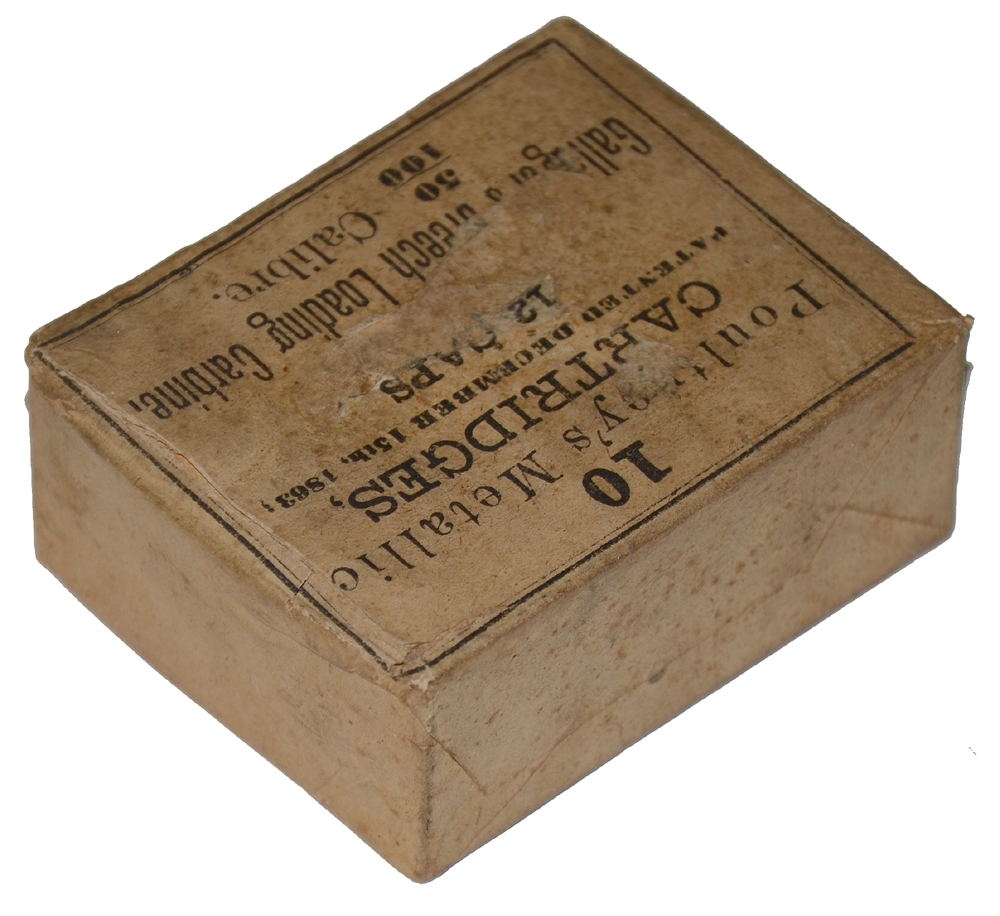 10
Poultney's Metallic
CARTRIDGES,
PATENTED DECEMBER 15th, 1863;
12 CAPS
Breech Loading Carbine,
50/100 Calibre.